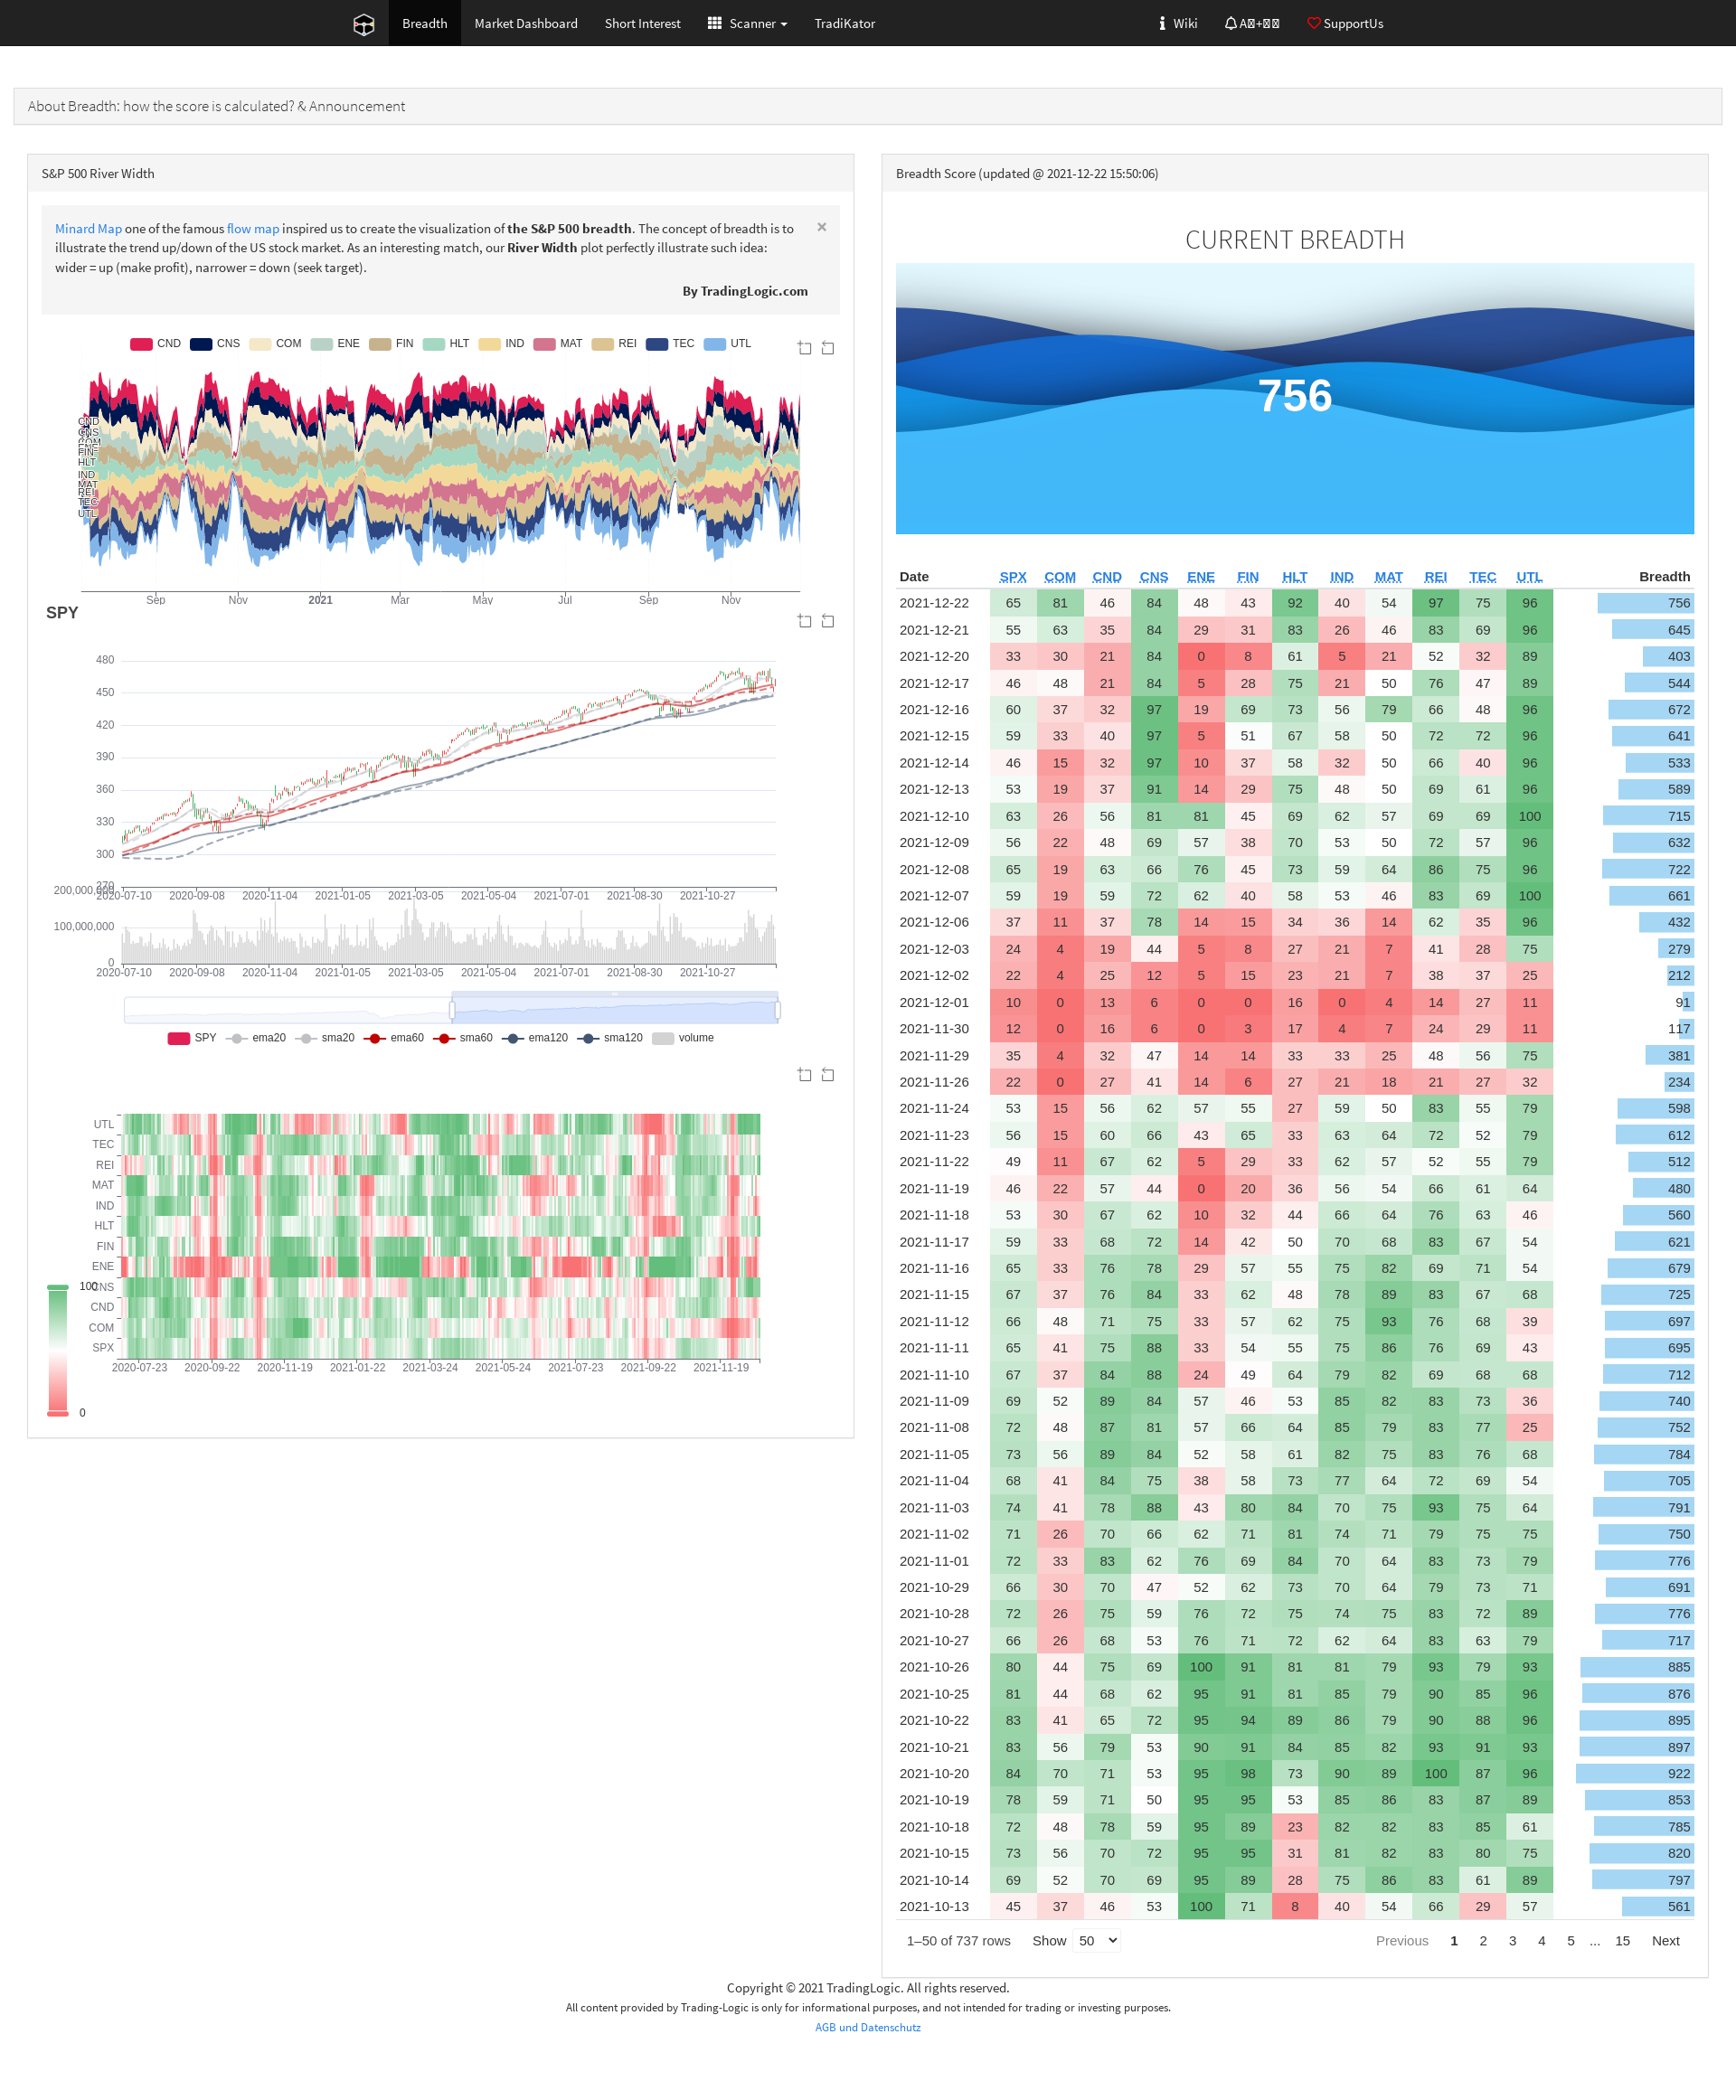 Breadth
Market Dashboard
Short Interest
Scanner
TradiKator
Wiki
SupportUs
About Breadth: how the score is calculated? & Announcement
S&P 500 River Width
Minard Map one of the famous flow map inspired us to create the visualization of the S&P 500 breadth. The concept of breadth is to
illustrate the trend up/down of the US stock market. As an interesting match, our River Width plot perfectly illustrate such idea:
wider = up (make profit), narrower = down (seek target).
×
By TradingLogic.com
CND CNS COM ENE FIN HLT IND MAT REI TEC UTL
CND
CNS
COM
ENE
FIN
HLT
IND
MAT
REI
TEC
UTL
Sep Nov 2021 Mar May Jul Sep Nov
SPY
480
450
420
390
360
330
300
270
2020-07-10 2020-09-08 2020-11-04 2021-01-05 2021-03-05 2021-05-04 2021-07-01 2021-08-30 2021-10-27
200,000,000
100,000,000
0
2020-07-10 2020-09-08 2020-11-04 2021-01-05 2021-03-05 2021-05-04 2021-07-01 2021-08-30 2021-10-27
SPY ema20 sma20 ema60 sma60 ema120 sma120 volume
UTL
TEC
REI
MAT
IND
HLT
FIN
ENE
CNS
CND
COM
SPX
100
0
2020-07-23 2020-09-22 2020-11-19 2021-01-22 2021-03-24 2021-05-24 2021-07-23 2021-09-22 2021-11-19
Breadth Score (updated @ 2021-12-22 15:50:06)
CURRENT BREADTH
756
Date SPX COM CND CNS ENE FIN HLT IND MAT REI TEC UTL Breadth
2021-12-22 65 81 46 84 48 43 92 40 54 97 75 96 756
2021-12-21 55 63 35 84 29 31 83 26 46 83 69 96 645
2021-12-20 33 30 21 84 0 8 61 5 21 52 32 89 403
2021-12-17 46 48 21 84 5 28 75 21 50 76 47 89 544
2021-12-16 60 37 32 97 19 69 73 56 79 66 48 96 672
2021-12-15 59 33 40 97 5 51 67 58 50 72 72 96 641
2021-12-14 46 15 32 97 10 37 58 32 50 66 40 96 533
2021-12-13 53 19 37 91 14 29 75 48 50 69 61 96 589
2021-12-10 63 26 56 81 81 45 69 62 57 69 69 100 715
2021-12-09 56 22 48 69 57 38 70 53 50 72 57 96 632
2021-12-08 65 19 63 66 76 45 73 59 64 86 75 96 722
2021-12-07 59 19 59 72 62 40 58 53 46 83 69 100 661
2021-12-06 37 11 37 78 14 15 34 36 14 62 35 96 432
2021-12-03 24 4 19 44 5 8 27 21 7 41 28 75 279
2021-12-02 22 4 25 12 5 15 23 21 7 38 37 25 212
2021-12-01 10 0 13 6 0 0 16 0 4 14 27 11 91
2021-11-30 12 0 16 6 0 3 17 4 7 24 29 11 117
2021-11-29 35 4 32 47 14 14 33 33 25 48 56 75 381
2021-11-26 22 0 27 41 14 6 27 21 18 21 27 32 234
2021-11-24 53 15 56 62 57 55 27 59 50 83 55 79 598
2021-11-23 56 15 60 66 43 65 33 63 64 72 52 79 612
2021-11-22 49 11 67 62 5 29 33 62 57 52 55 79 512
2021-11-19 46 22 57 44 0 20 36 56 54 66 61 64 480
2021-11-18 53 30 67 62 10 32 44 66 64 76 63 46 560
2021-11-17 59 33 68 72 14 42 50 70 68 83 67 54 621
2021-11-16 65 33 76 78 29 57 55 75 82 69 71 54 679
2021-11-15 67 37 76 84 33 62 48 78 89 83 67 68 725
2021-11-12 66 48 71 75 33 57 62 75 93 76 68 39 697
2021-11-11 65 41 75 88 33 54 55 75 86 76 69 43 695
2021-11-10 67 37 84 88 24 49 64 79 82 69 68 68 712
2021-11-09 69 52 89 84 57 46 53 85 82 83 73 36 740
2021-11-08 72 48 87 81 57 66 64 85 79 83 77 25 752
2021-11-05 73 56 89 84 52 58 61 82 75 83 76 68 784
2021-11-04 68 41 84 75 38 58 73 77 64 72 69 54 705
2021-11-03 74 41 78 88 43 80 84 70 75 93 75 64 791
2021-11-02 71 26 70 66 62 71 81 74 71 79 75 75 750
2021-11-01 72 33 83 62 76 69 84 70 64 83 73 79 776
2021-10-29 66 30 70 47 52 62 73 70 64 79 73 71 691
2021-10-28 72 26 75 59 76 72 75 74 75 83 72 89 776
2021-10-27 66 26 68 53 76 71 72 62 64 83 63 79 717
2021-10-26 80 44 75 69 100 91 81 81 79 93 79 93 885
2021-10-25 81 44 68 62 95 91 81 85 79 90 85 96 876
2021-10-22 83 41 65 72 95 94 89 86 79 90 88 96 895
2021-10-21 83 56 79 53 90 91 84 85 82 93 91 93 897
2021-10-20 84 70 71 53 95 98 73 90 89 100 87 96 922
2021-10-19 78 59 71 50 95 95 53 85 86 83 87 89 853
2021-10-18 72 48 78 59 95 89 23 82 82 83 85 61 785
2021-10-15 73 56 70 72 95 95 31 81 82 83 80 75 820
2021-10-14 69 52 70 69 95 89 28 75 86 83 61 89 797
2021-10-13 45 37 46 53 100 71 8 40 54 66 29 57 561
1–50 of 737 rows Show 50 Previous 1 2 3 4 5 ... 15 Next
Copyright © 2021 TradingLogic. All rights reserved.
All content provided by Trading-Logic is only for informational purposes, and not intended for trading or investing purposes.
AGB und Datenschutz